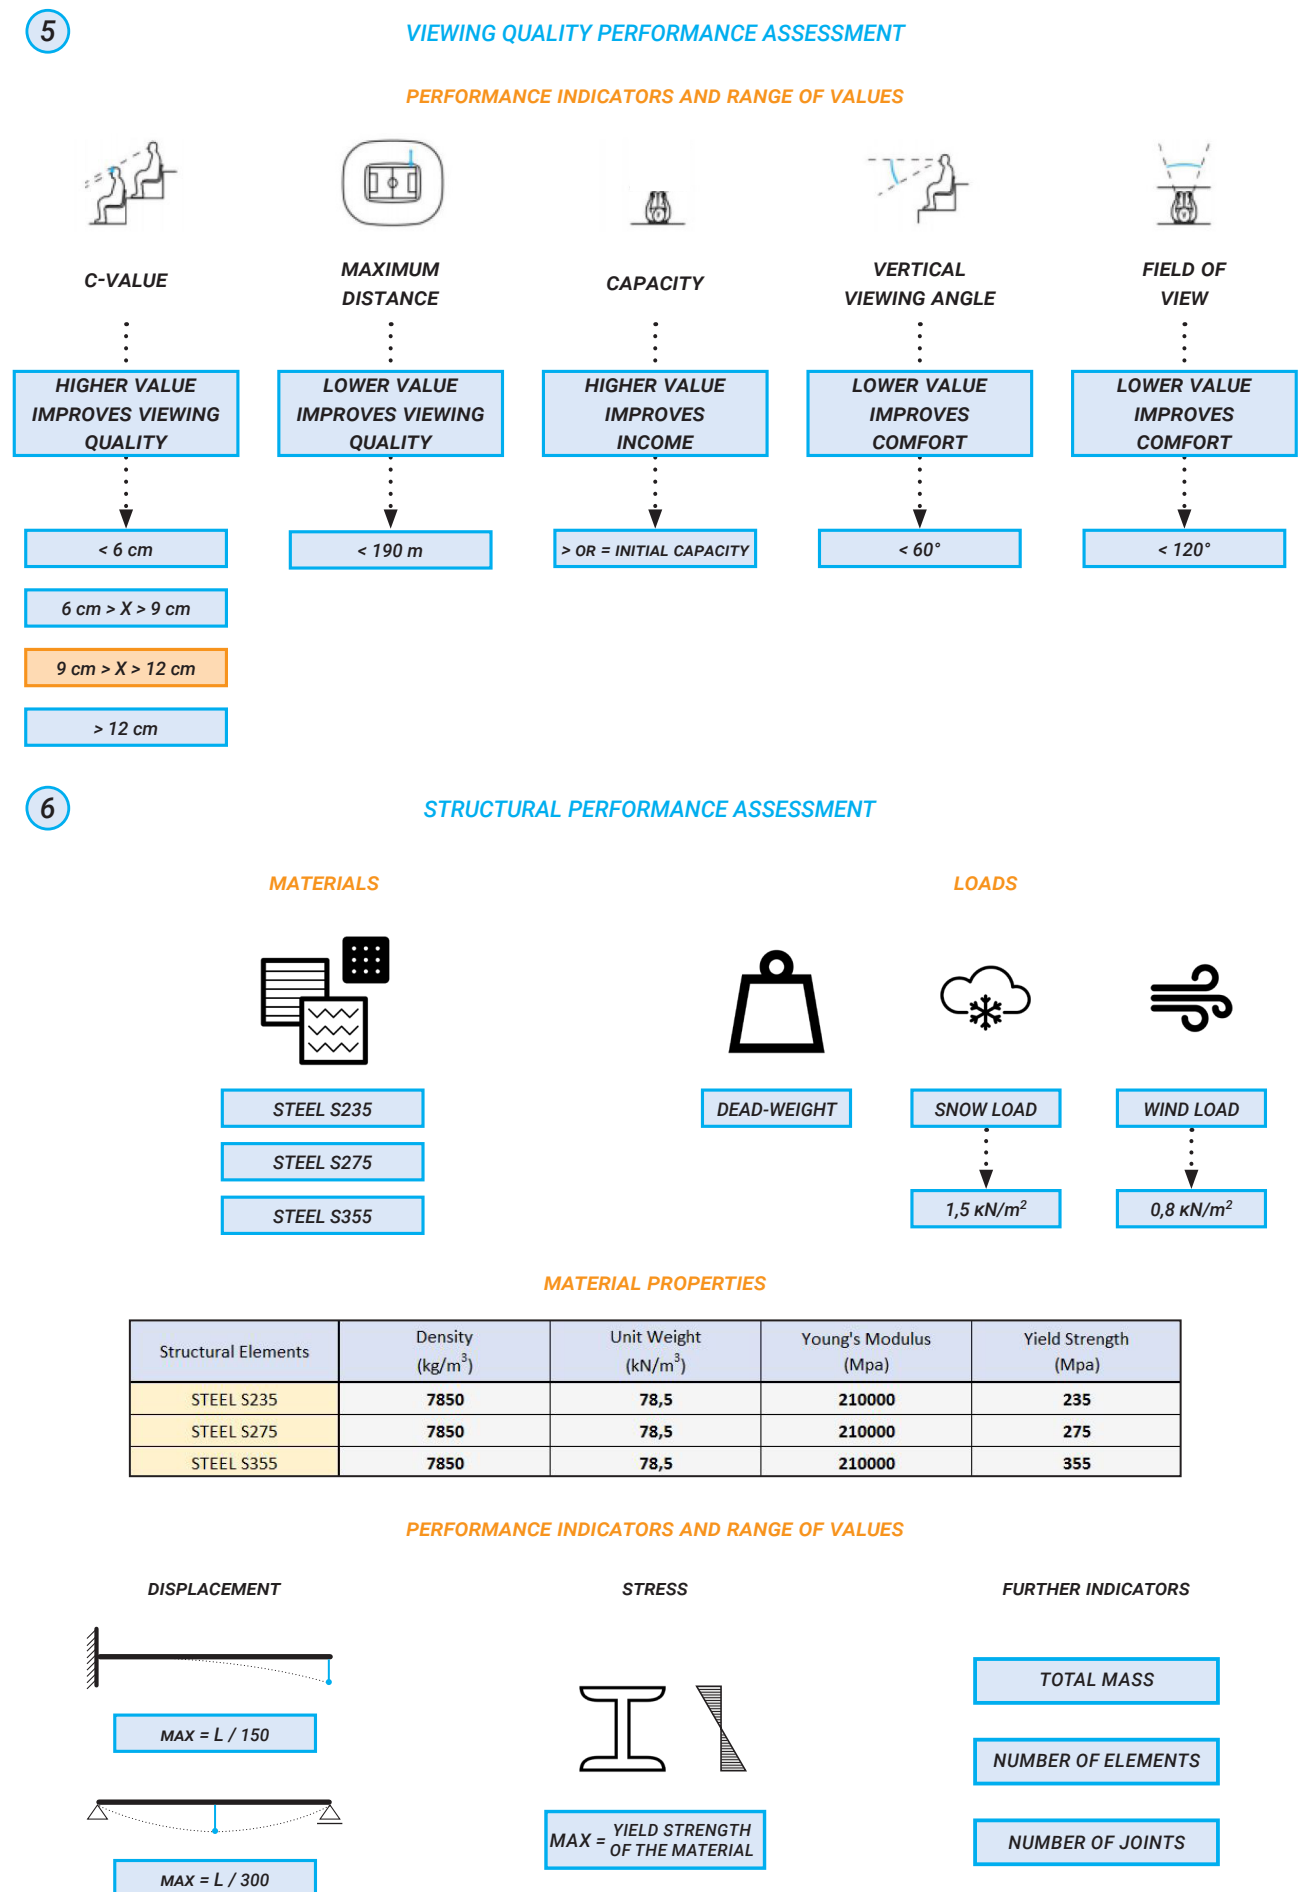 5
VIEWING QUALITY PERFORMANCE ASSESSMENT
PERFORMANCE INDICATORS AND RANGE OF VALUES
C-VALUE
MAXIMUM
DISTANCE
CAPACITY
VERTICAL
VIEWING ANGLE
FIELD OF
VIEW
HIGHER VALUE
IMPROVES VIEWING
QUALITY
LOWER VALUE
IMPROVES VIEWING
QUALITY
HIGHER VALUE
IMPROVES
INCOME
LOWER VALUE
IMPROVES
COMFORT
LOWER VALUE
IMPROVES
COMFORT
< 6 cm
< 190 m
> OR = INITIAL CAPACITY
< 60°
< 120°
6 cm > X > 9 cm
9 cm > X > 12 cm
> 12 cm
6
STRUCTURAL PERFORMANCE ASSESSMENT
MATERIALS
LOADS
STEEL S235
STEEL S275
STEEL S355
DEAD-WEIGHT
SNOW LOAD
WIND LOAD
1,5 KN/m²
0,8 KN/m²
MATERIAL PROPERTIES
Structural Elements
Density
(kg/m³)
Unit Weight
(kN/m³)
Young's Modulus
(Mpa)
Yield Strength
(Mpa)
STEEL S235 7850 78,5 210000 235
STEEL S275 7850 78,5 210000 275
STEEL S355 7850 78,5 210000 355
PERFORMANCE INDICATORS AND RANGE OF VALUES
DISPLACEMENT
STRESS
FURTHER INDICATORS
MAX = L / 150
MAX = L / 300
MAX = YIELD STRENGTH
OF THE MATERIAL
TOTAL MASS
NUMBER OF ELEMENTS
NUMBER OF JOINTS